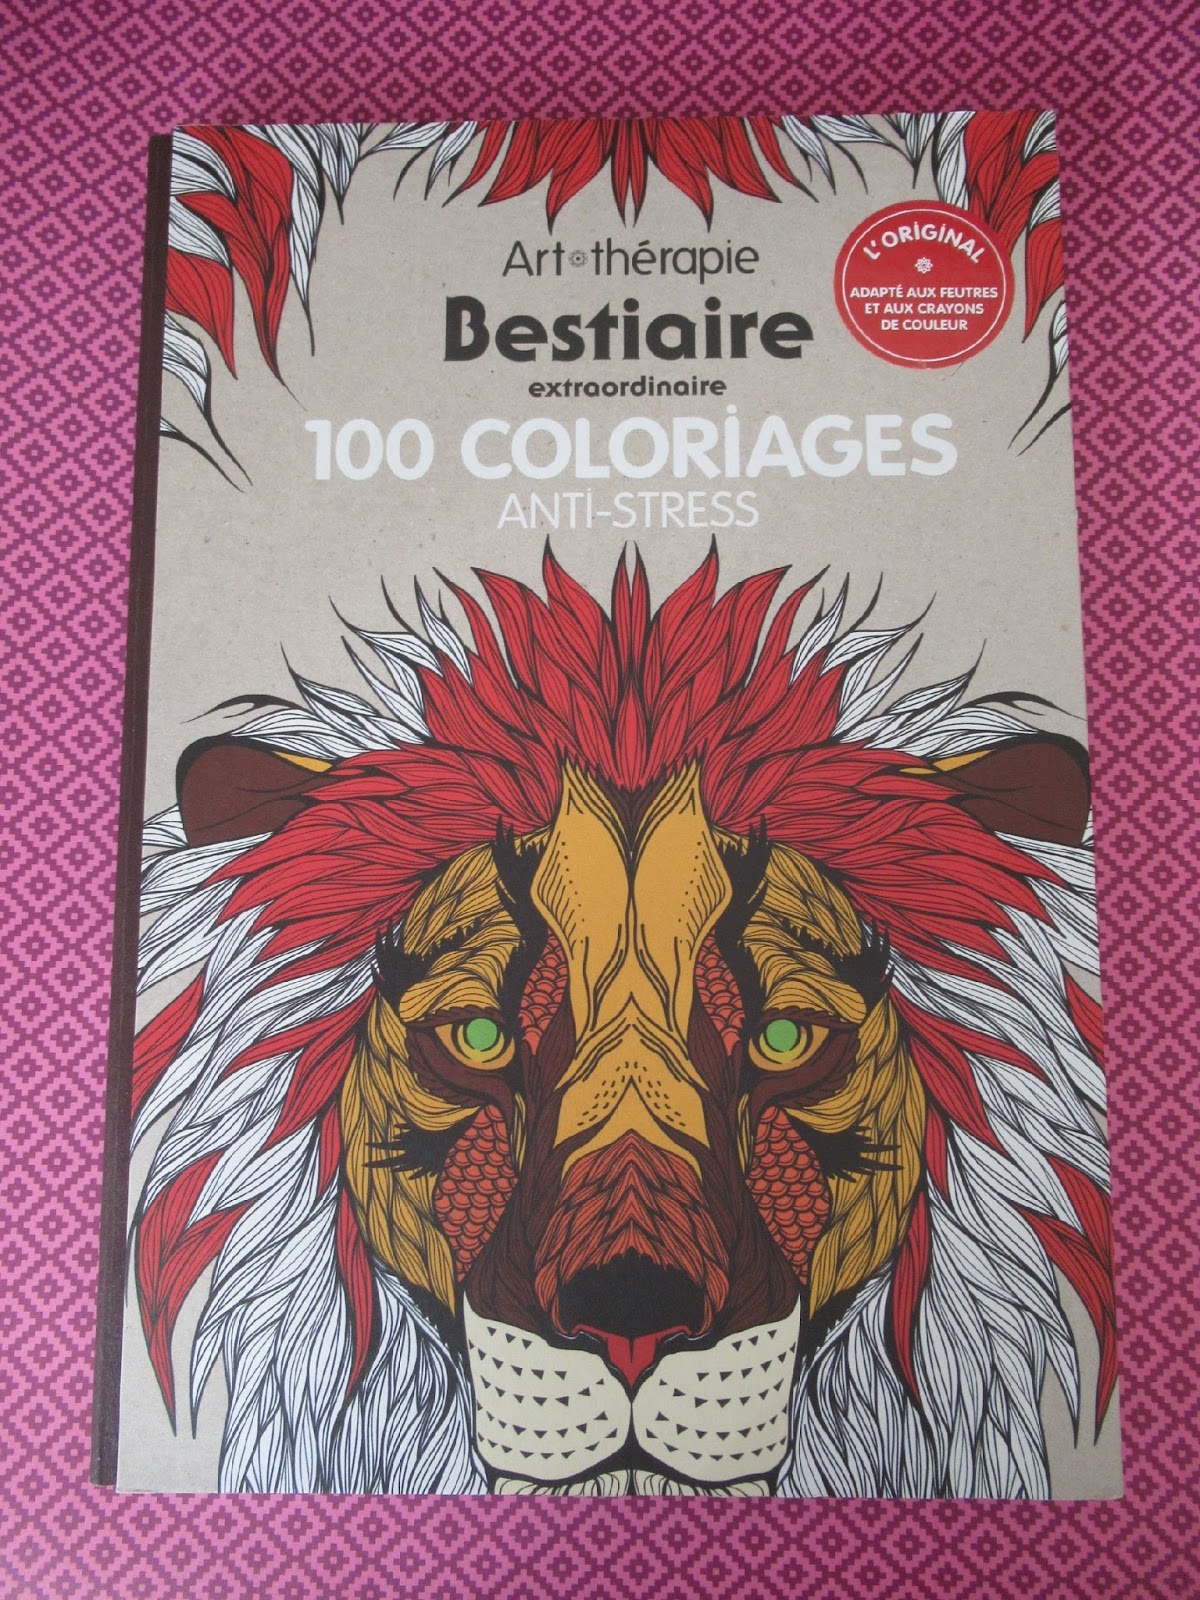 Art thérapie
Bestiaire
extraordinaire
100 COLORiAGES
ANTi-STRESS
L'ORiGiNAL
ADAPTÉ AUX FEUTRES
ET AUX CRAYONS
DE COULEUR